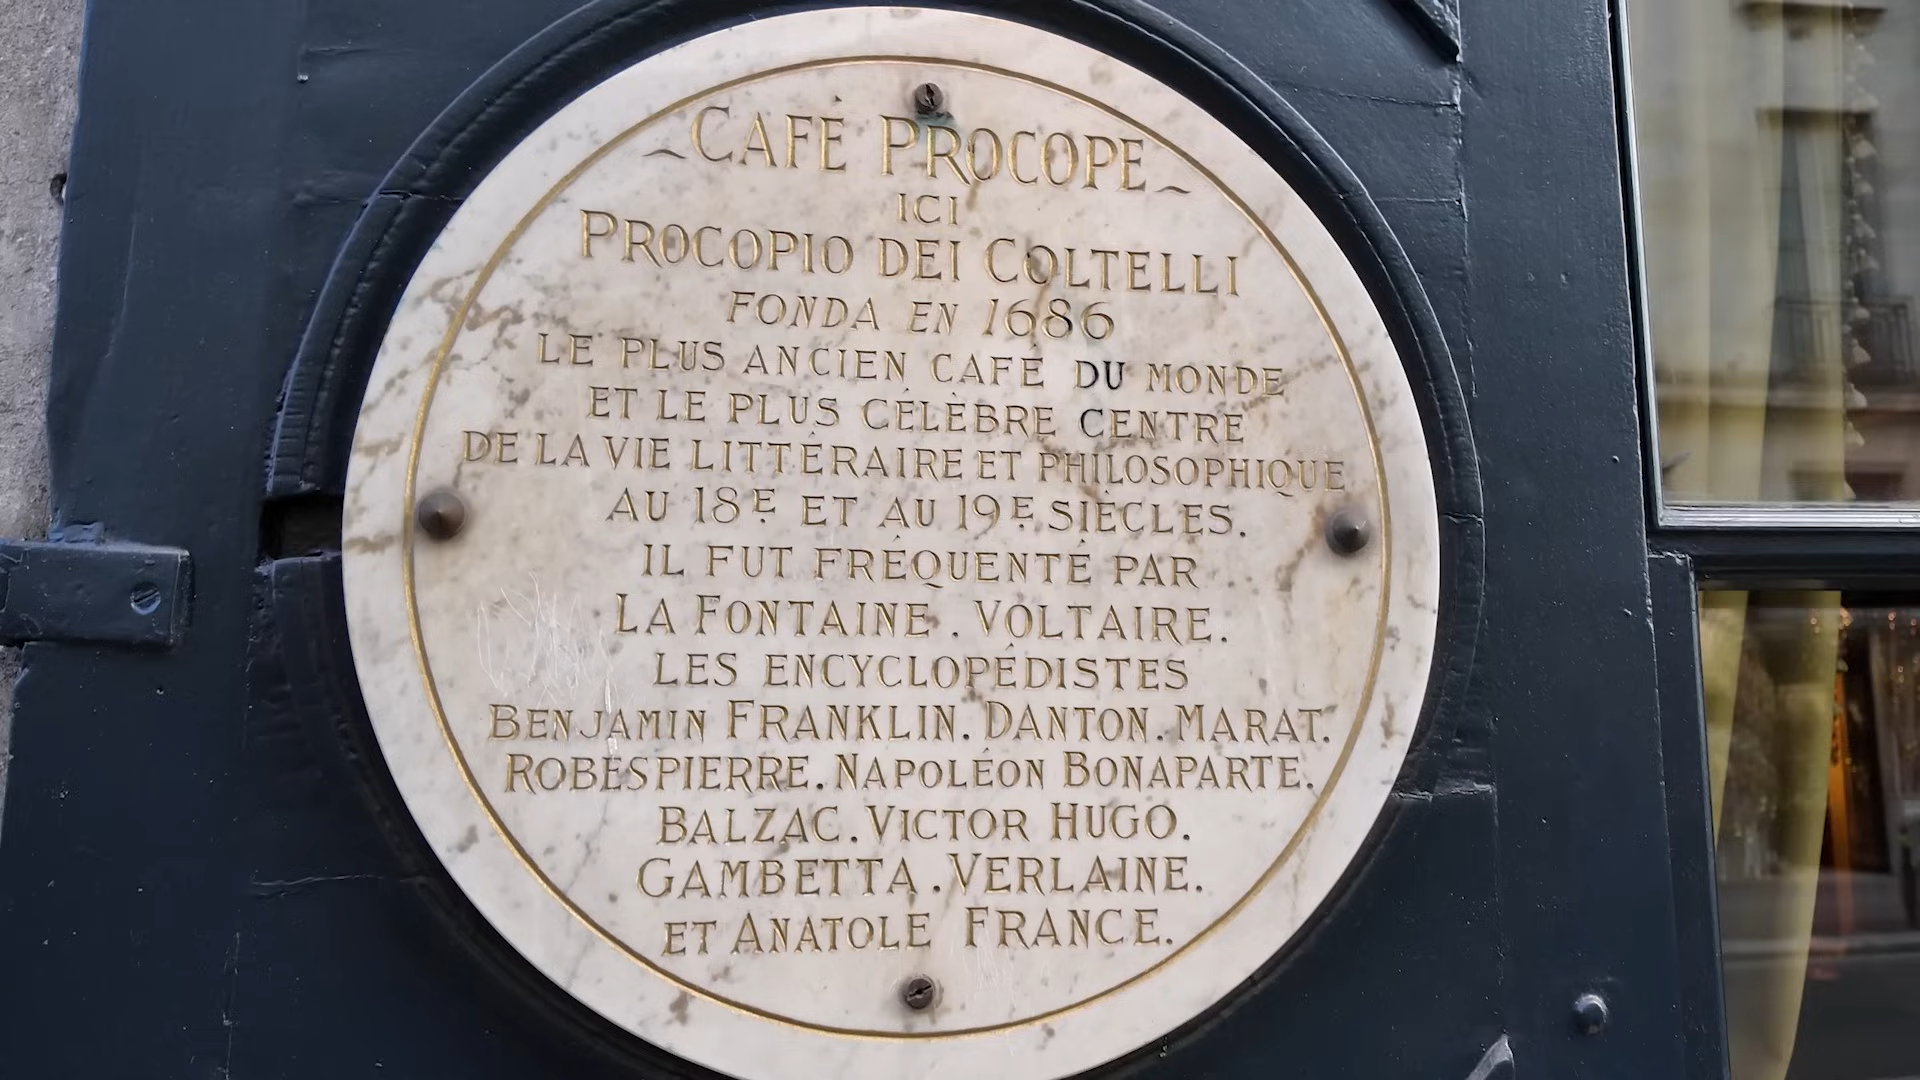 ~CAFÉ PROCOPE~
ICI
PROCOPIO DEI COLTELLI
FONDA EN 1686
LE PLUS ANCIEN CAFÉ DU MONDE
ET LE PLUS CÉLÈBRE CENTRE
DE LA VIE LITTÉRAIRE ET PHILOSOPHIQUE
AU 18E ET AU 19E SIÈCLES.
IL FUT FRÉQUENTÉ PAR
LA FONTAINE. VOLTAIRE.
LES ENCYCLOPÉDISTES
BENJAMIN FRANKLIN. DANTON. MARAT.
ROBESPIERRE. NAPOLÉON BONAPARTE.
BALZAC. VICTOR HUGO.
GAMBETTA. VERLAINE.
ET ANATOLE FRANCE.